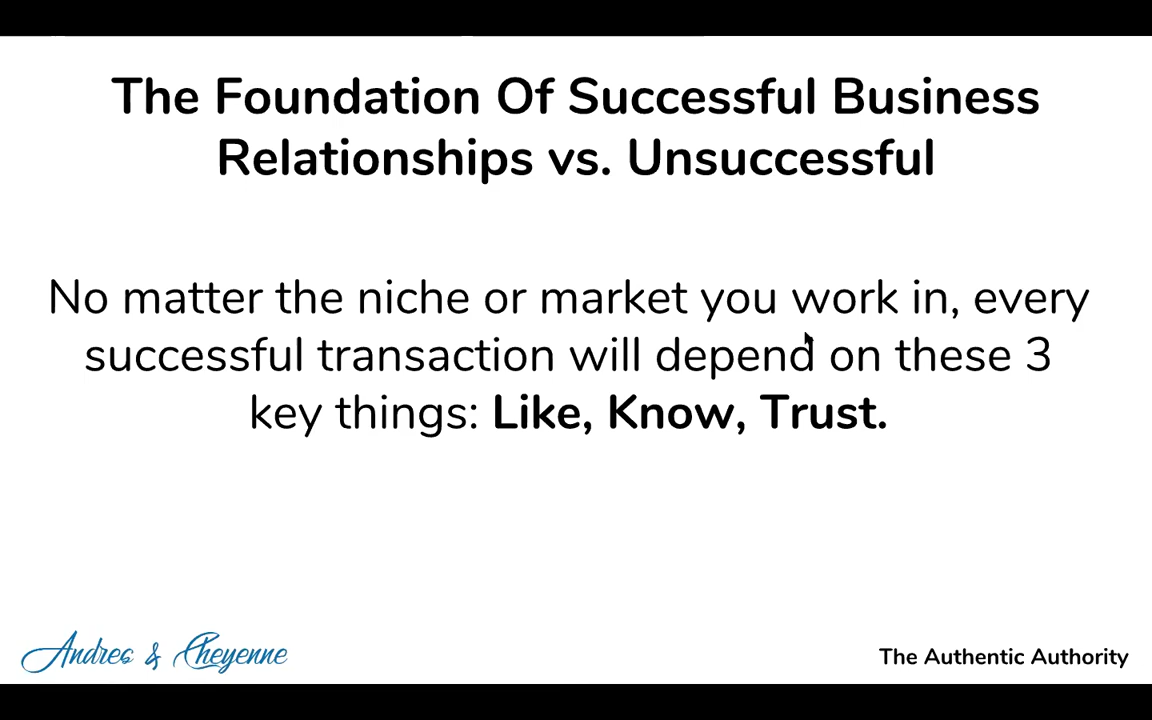 The Foundation Of Successful Business
Relationships vs. Unsuccessful
No matter the niche or market you work in, every
successful transaction will depend on these 3
key things: Like, Know, Trust.
Andres & Cheyenne
The Authentic Authority